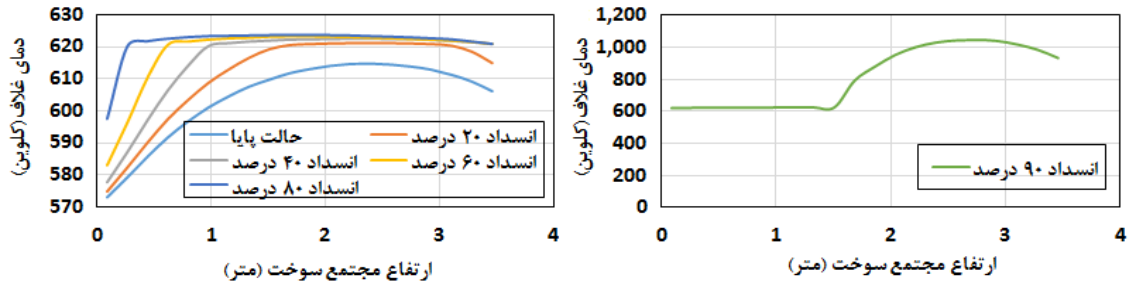 630
620
610
600
590
580
570
دمای غلاف (کلوین)
حالت پایا
انسداد ۲۰ درصد
انسداد ۴۰ درصد
انسداد ۶۰ درصد
انسداد ۸۰ درصد
0 1 2 3 4
ارتفاع مجتمع سوخت (متر)
1,200
1,000
800
600
400
200
0
دمای غلاف (کلوین)
انسداد ۹۰ درصد
0 1 2 3 4
ارتفاع مجتمع سوخت (متر)